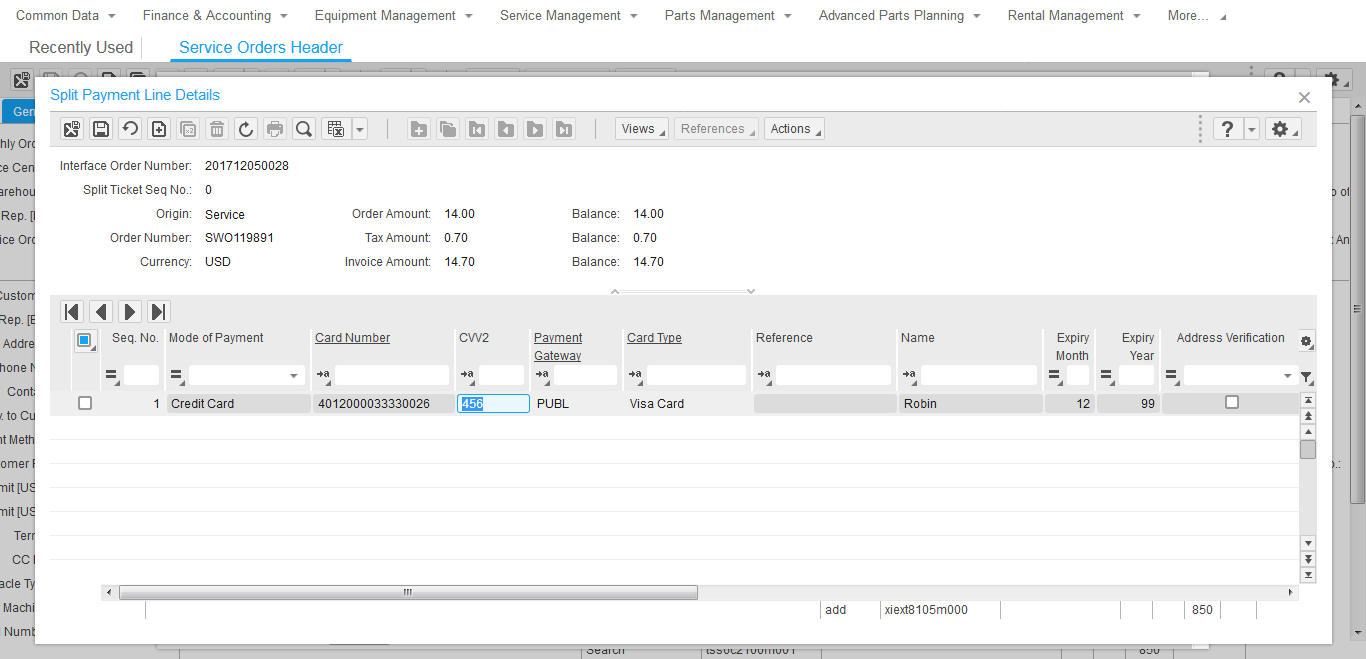 Common Data Finance & Accounting Equipment Management Service Management Parts Management Advanced Parts Planning Rental Management More...
Recently Used Service Orders Header
Split Payment Line Details
Views References Actions ?
Interface Order Number: 201712050028
Split Ticket Seq No.: 0
Origin: Service Order Amount: 14.00 Balance: 14.00
Order Number: SWO119891 Tax Amount: 0.70 Balance: 0.70
Currency: USD Invoice Amount: 14.70 Balance: 14.70
Seq. No. Mode of Payment Card Number CVV2 Payment Gateway Card Type Reference Name Expiry Month Expiry Year Address Verification
1 Credit Card 4012000033330026 456 PUBL Visa Card Robin 12 99
add xiext8105m000 850
Search 850